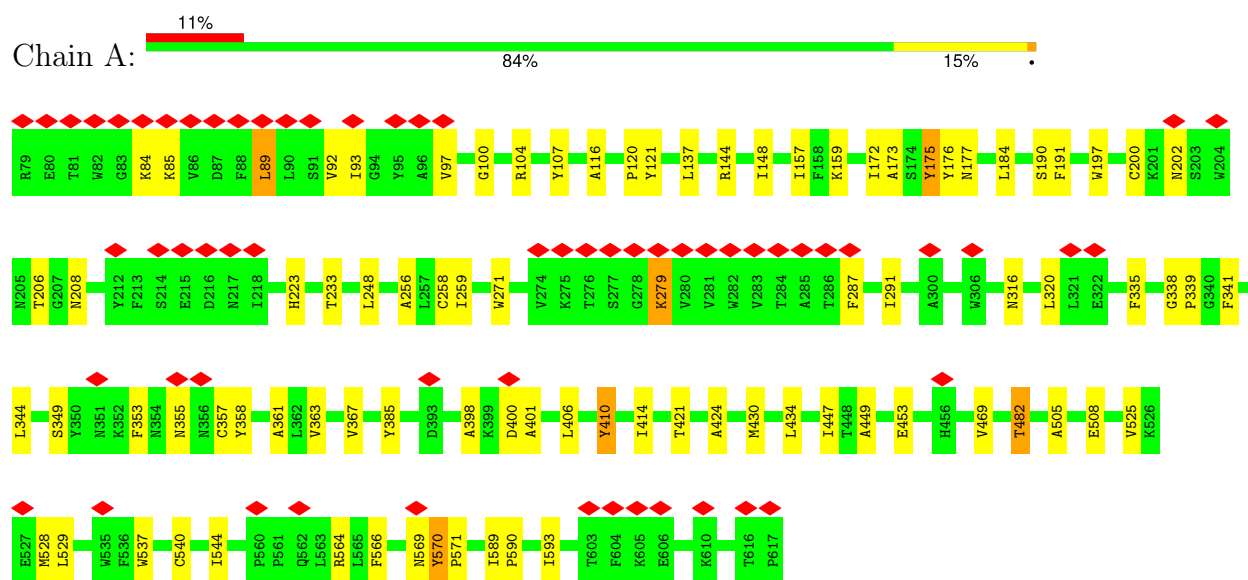 11%
Chain A:
84% 15% •
R79 E80 T81 W82 G83 K84 K85 V86 D87 F88 L89 L90 S91 V92 I93 G94 Y95 A96 V97 G100 R104 Y107 A116 P120 Y121 L137 R144 I148 I157 F158 K159 I172 A173 S174 Y175 Y176 N177 L184 S190 F191 W197 C200 K201 N202 S203 W204
N205 T206 G207 N208 Y212 F213 S214 E215 D216 N217 I218 H223 T233 L248 A256 L257 C258 I259 W271 V274 K275 T276 S277 G278 K279 V280 V281 W282 V283 T284 A285 T286 F287 I291 A300 W306 N316 L320 L321 E322 F335 G338 P339 G340 F341
L344 S349 Y350 N351 K352 F353 N354 N355 N356 C357 Y358 A361 L362 V363 V367 Y385 D393 A398 K399 D400 A401 L406 Y410 I414 T421 A424 M430 L434 I447 T448 A449 E453 H456 V469 T482 A505 E508 V525 K526
E527 M528 L529 W535 F536 W537 C540 I544 P560 P561 Q562 L563 R564 L565 F566 N569 Y570 P571 I589 P590 I593 T603 F604 K605 E606 K610 T616 P617